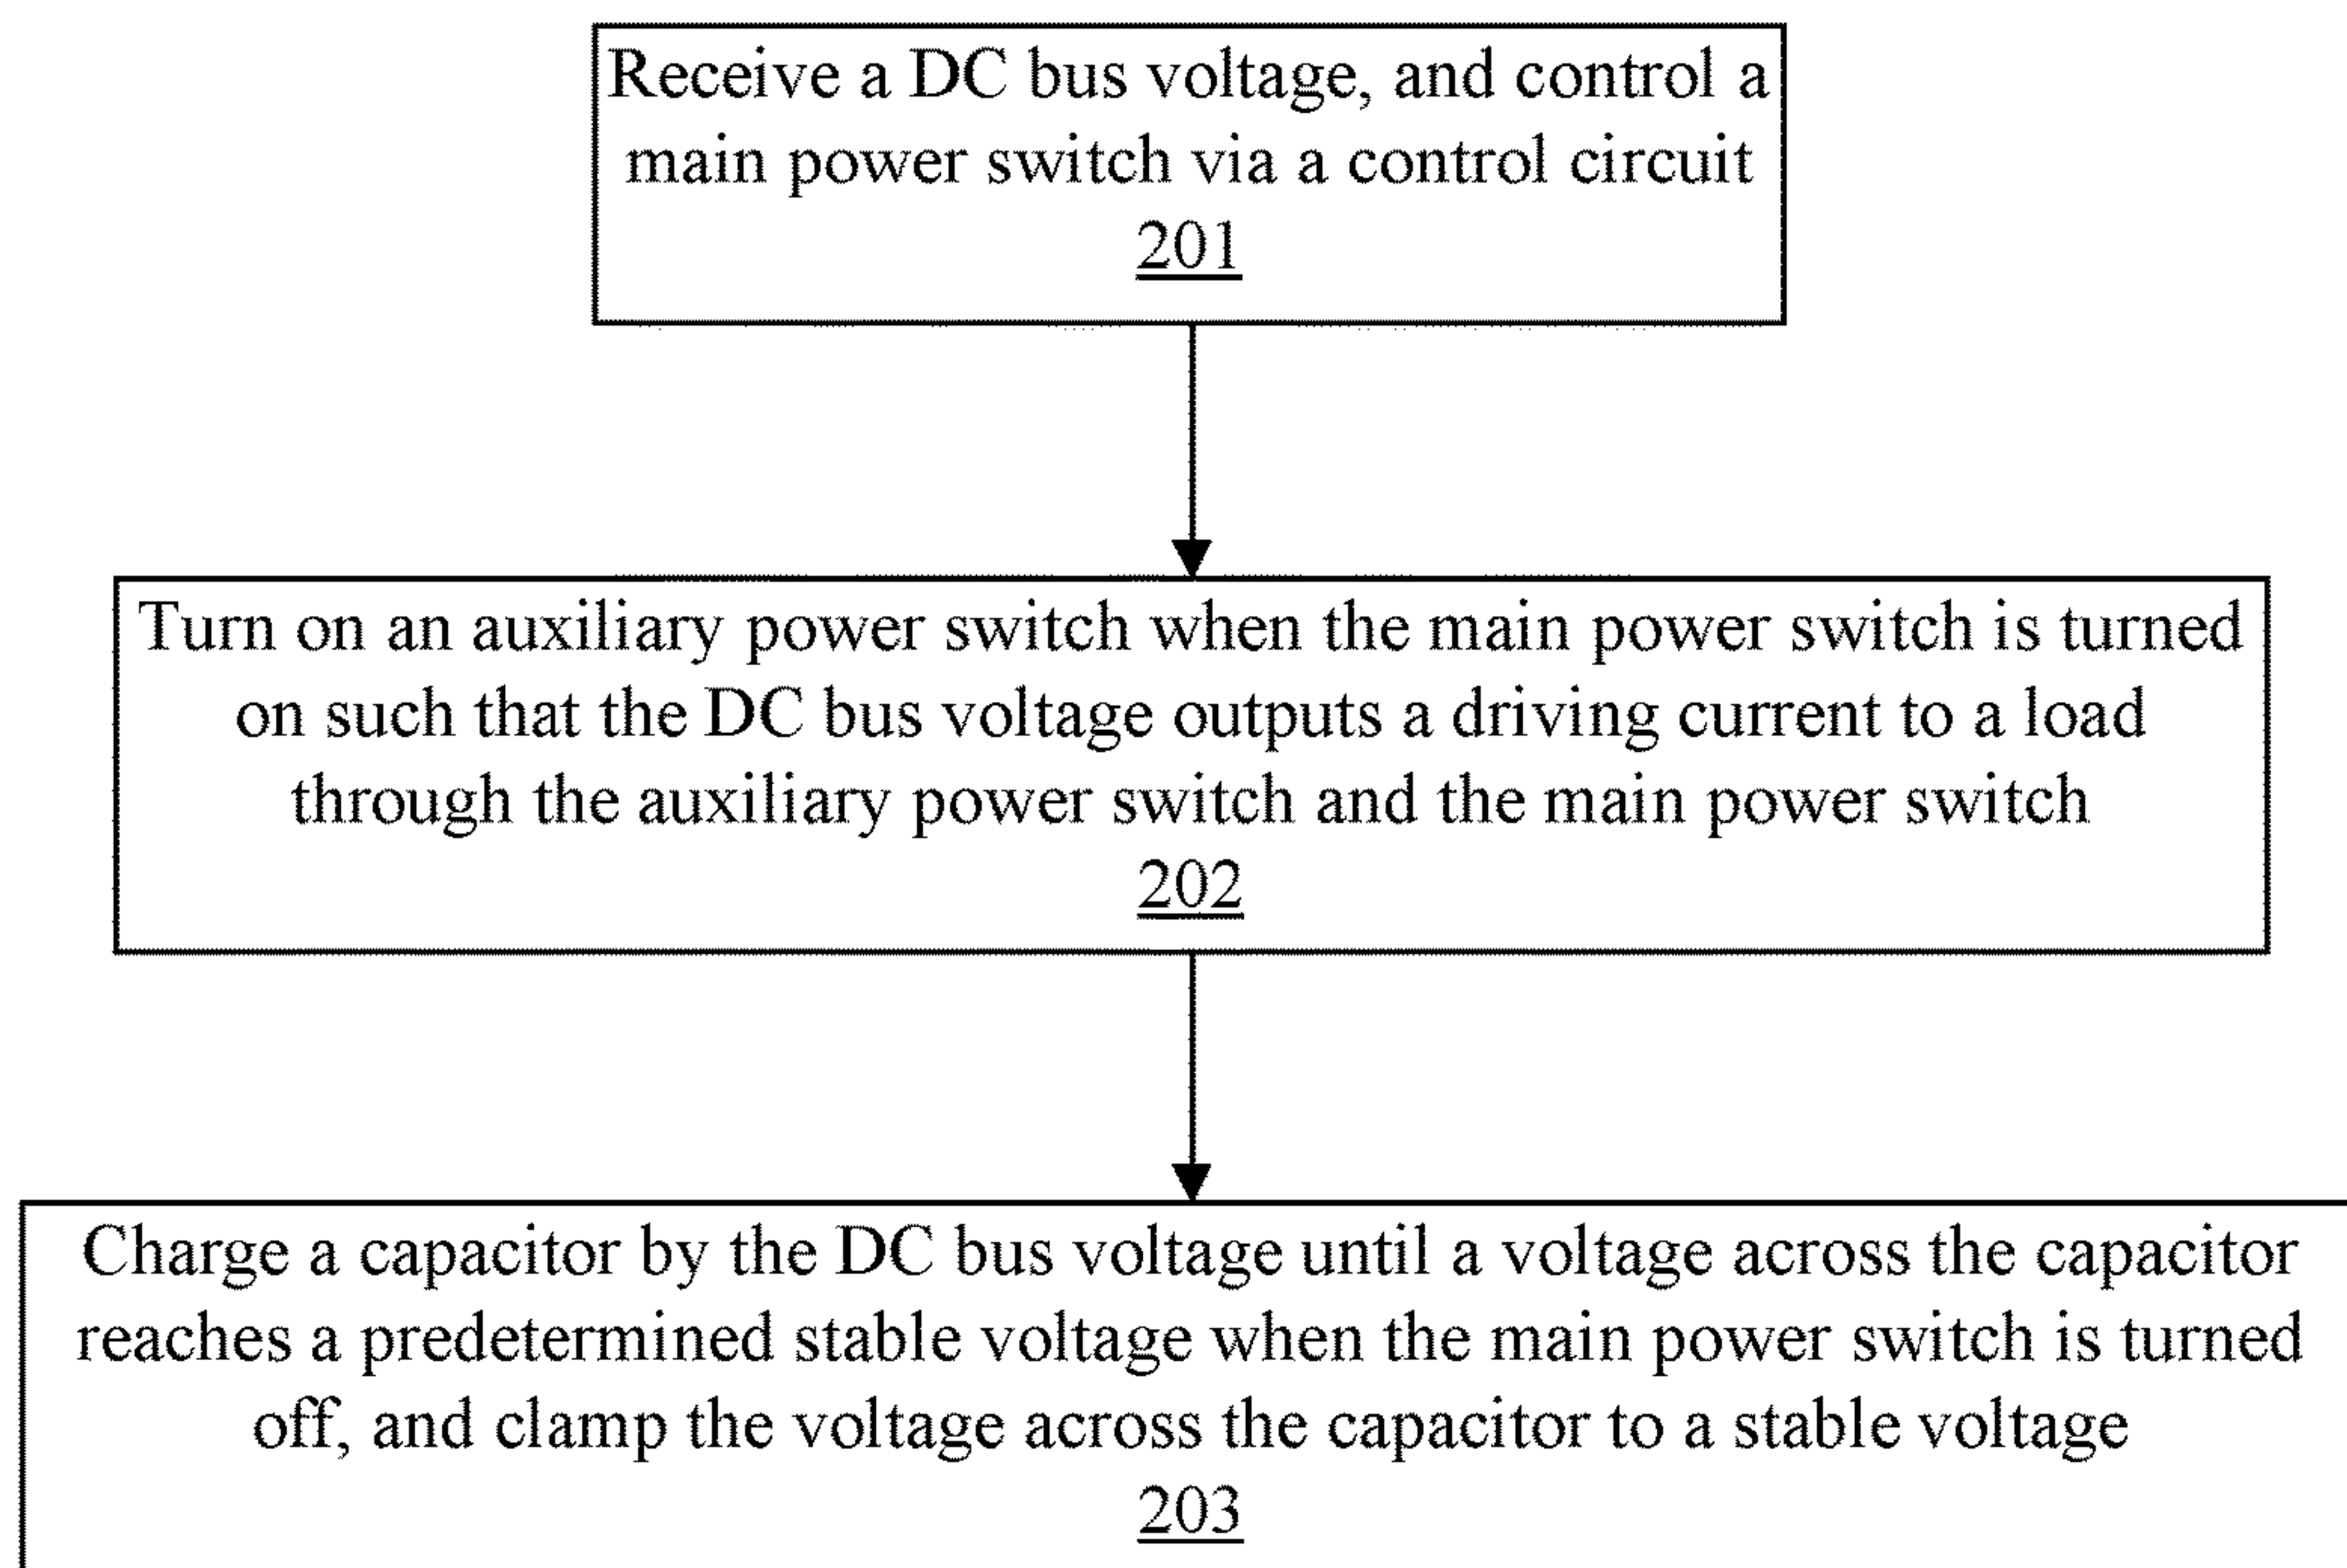 Receive a DC bus voltage, and control a
main power switch via a control circuit
201
Turn on an auxiliary power switch when the main power switch is turned
on such that the DC bus voltage outputs a driving current to a load
through the auxiliary power switch and the main power switch
202
Charge a capacitor by the DC bus voltage until a voltage across the capacitor
reaches a predetermined stable voltage when the main power switch is turned
off, and clamp the voltage across the capacitor to a stable voltage
203